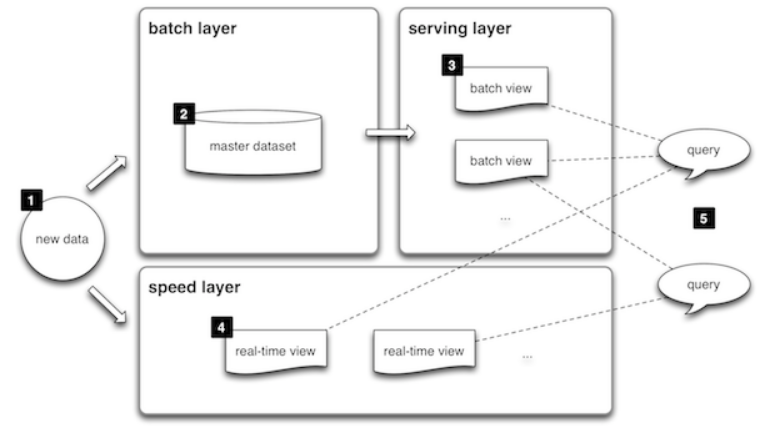 batch layer
serving layer
3
batch view
2
master dataset
query
batch view
1
5
...
new data
speed layer
query
4
real-time view
real-time view
...